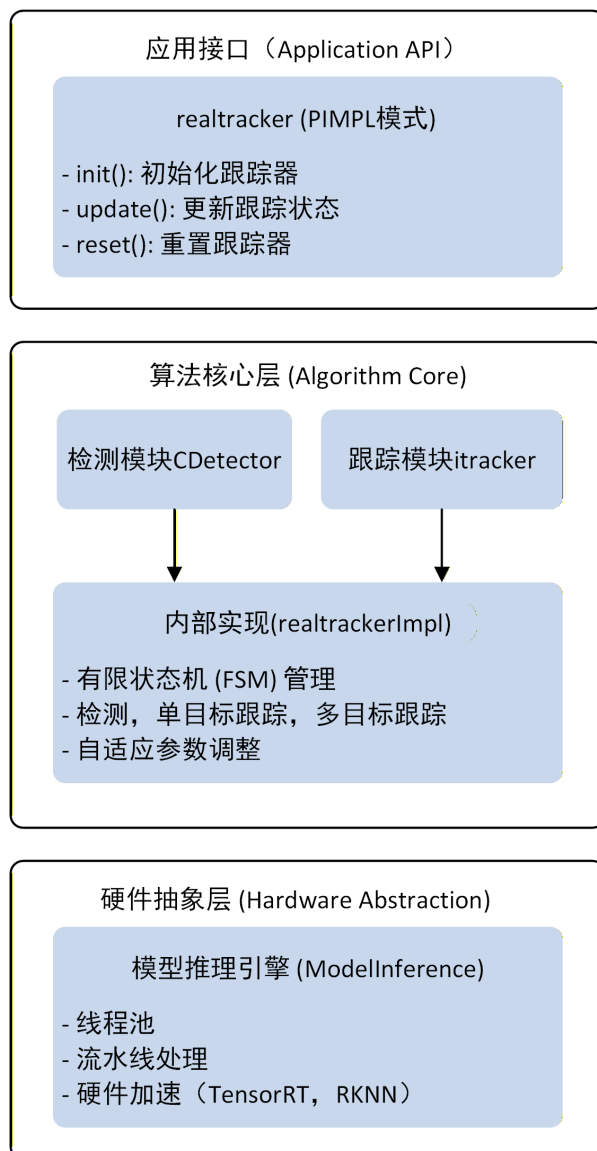 应用接口（Application API）
realtracker (PIMPL模式)
- init(): 初始化跟踪器
- update(): 更新跟踪状态
- reset(): 重置跟踪器
算法核心层 (Algorithm Core)
检测模块CDetector
跟踪模块itracker
内部实现(realtrackerImpl)
- 有限状态机 (FSM) 管理
- 检测，单目标跟踪，多目标跟踪
- 自适应参数调整
硬件抽象层 (Hardware Abstraction)
模型推理引擎 (ModelInference)
- 线程池
- 流水线处理
- 硬件加速（TensorRT，RKNN）